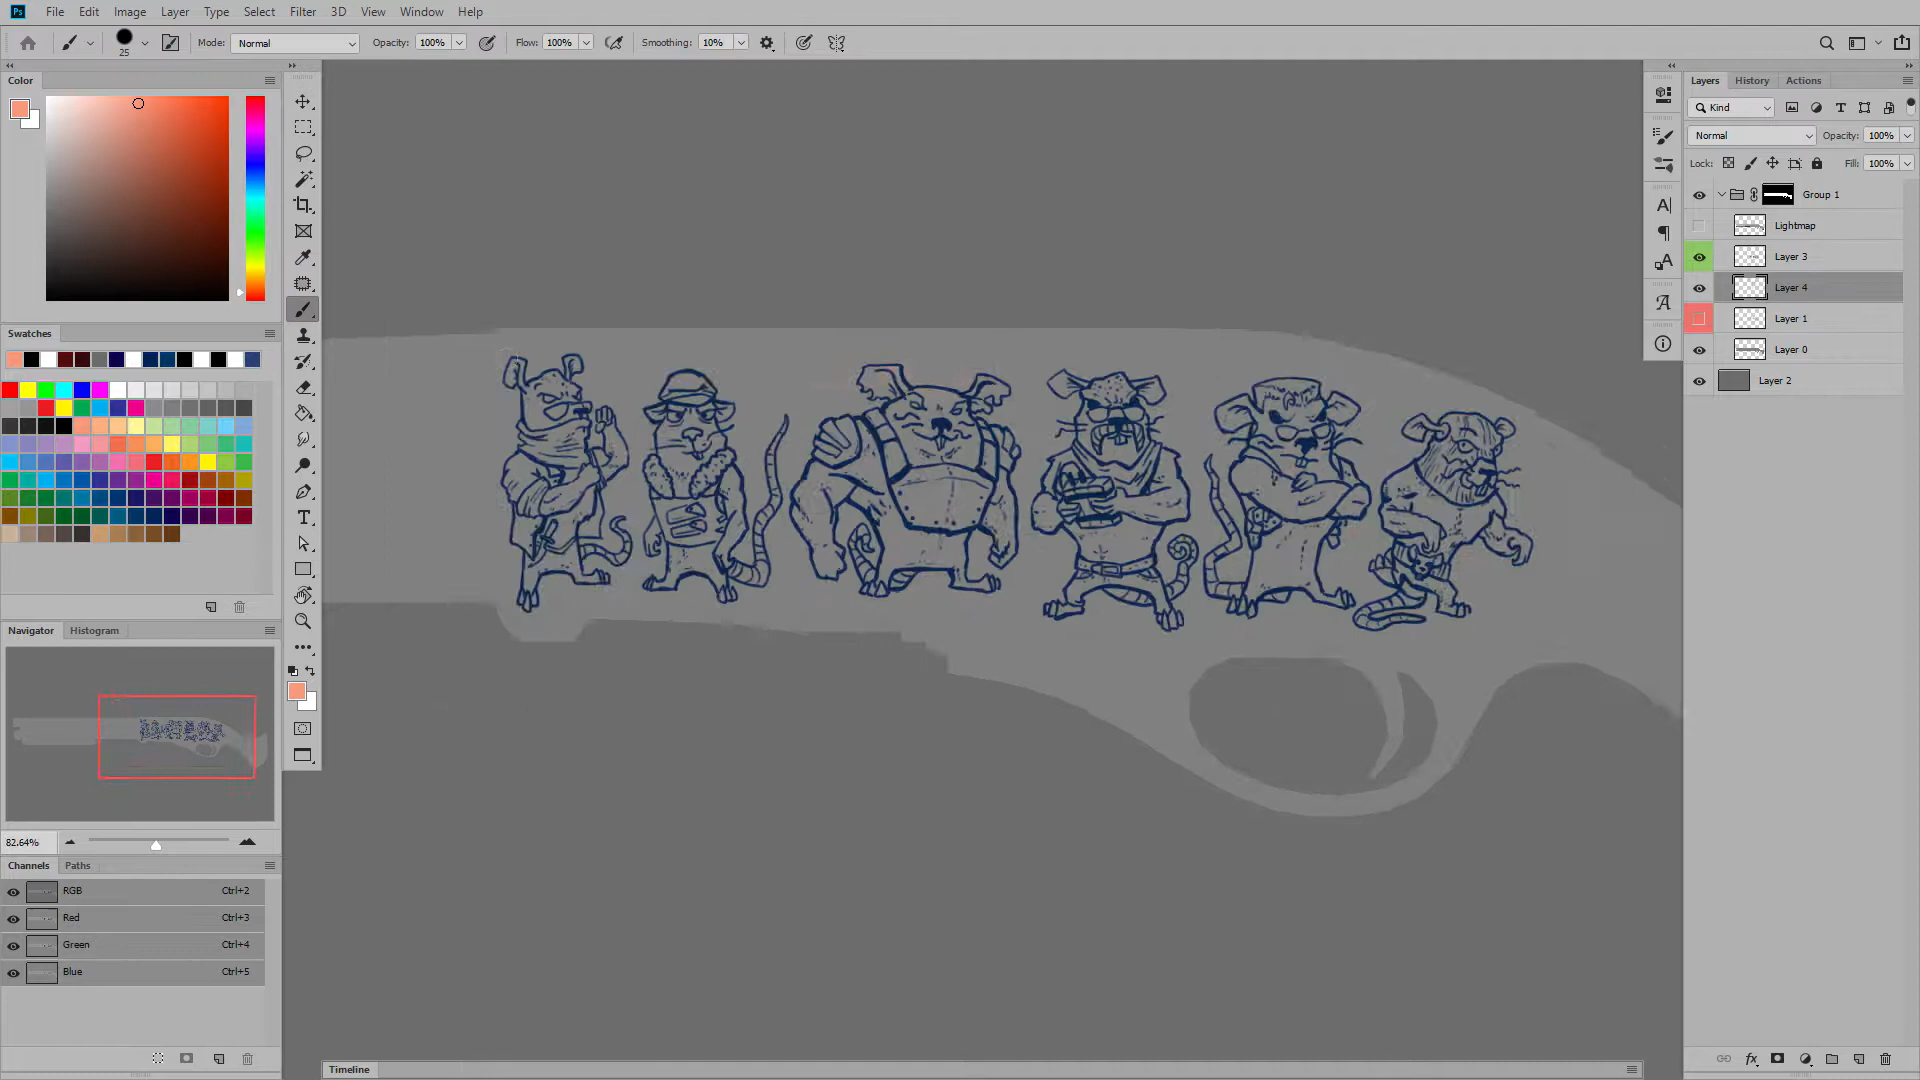 Ps File Edit Image Layer Type Select Filter 3D View Window Help
25 Mode: Normal Opacity: 100% Flow: 100% Smoothing: 10%
Color
Swatches
Navigator Histogram
82.64%
Channels Paths
RGB Ctrl+2
Red Ctrl+3
Green Ctrl+4
Blue Ctrl+5
Timeline
Layers History Actions
Kind
Normal Opacity: 100%
Lock: Fill: 100%
Group 1
Lightmap
Layer 3
Layer 4
Layer 1
Layer 0
Layer 2